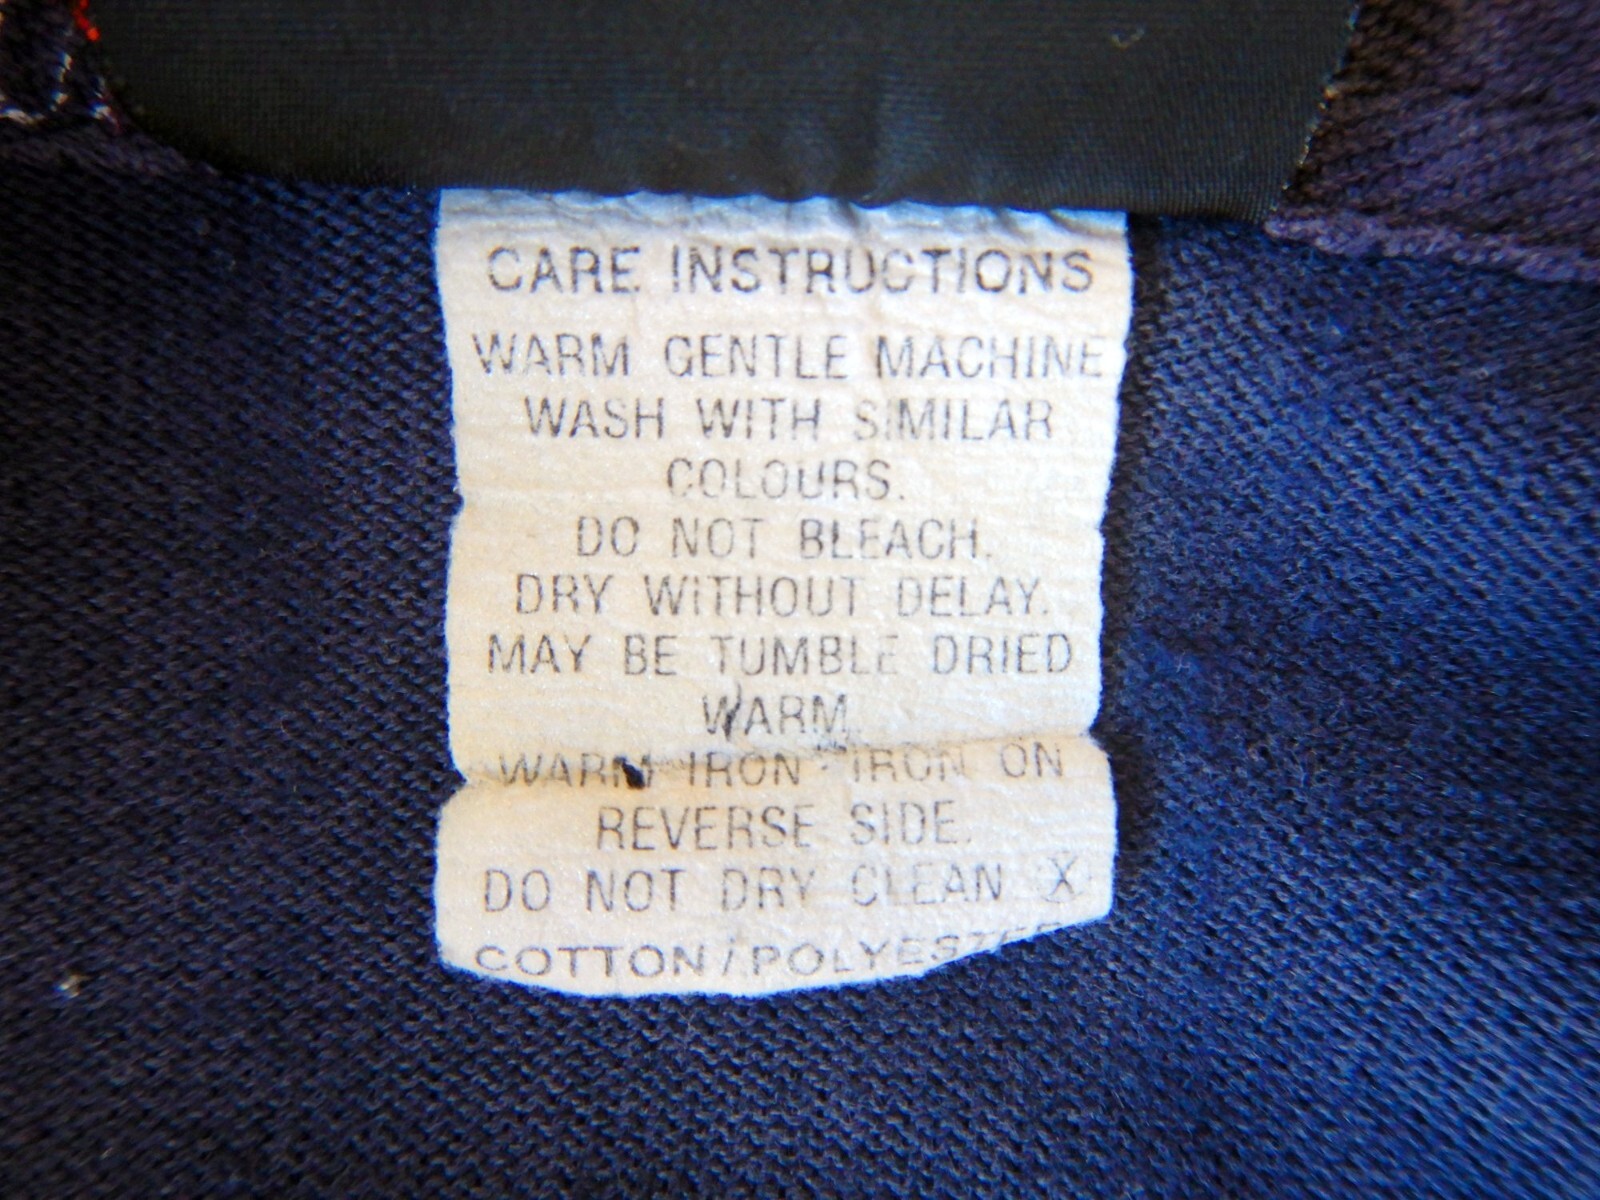 CARE INSTRUCTIONS
WARM GENTLE MACHINE
WASH WITH SIMILAR
COLOURS.
DO NOT BLEACH.
DRY WITHOUT DELAY.
MAY BE TUMBLE DRIED
WARM.
WARM IRON · IRON ON
REVERSE SIDE.
DO NOT DRY CLEAN X
COTTON / POLYESTER